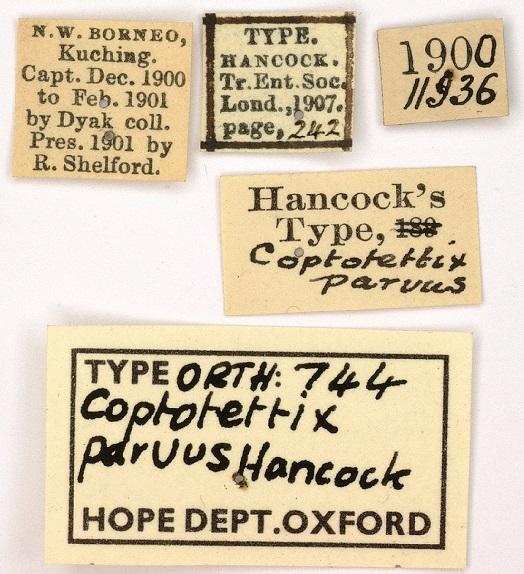 N.W. BORNEO,
Kuching.
Capt. Dec. 1900
to Feb. 1901
by Dyak coll.
Pres. 1901 by
R. Shelford.
TYPE.
HANCOCK.
Tr. Ent. Soc.
Lond., 1907.
page, 242
1900
11936
Hancock's
Type, 188.
Coptotettix
parvus
TYPE ORTH: 744
Coptotettix
parvus Hancock
HOPE DEPT. OXFORD